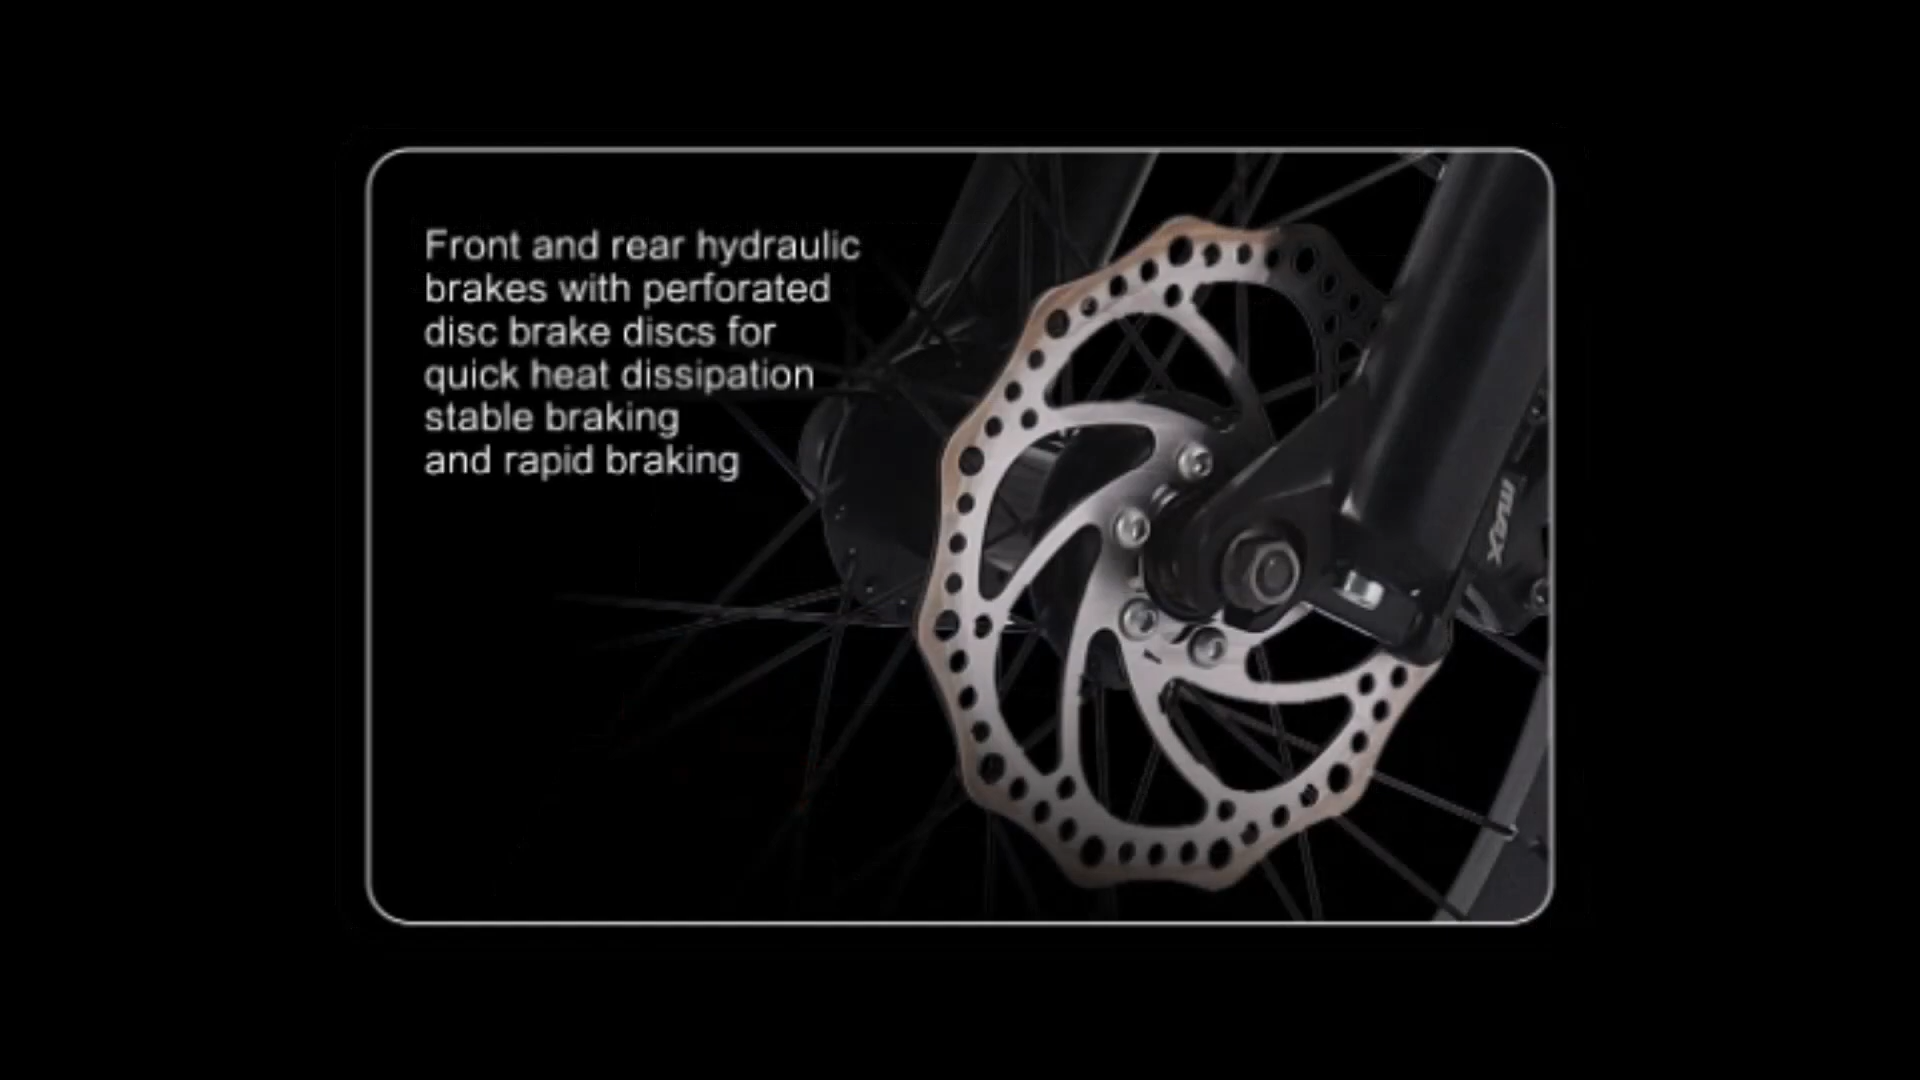 Front and rear hydraulic
brakes with perforated
disc brake discs for
quick heat dissipation
stable braking
and rapid braking